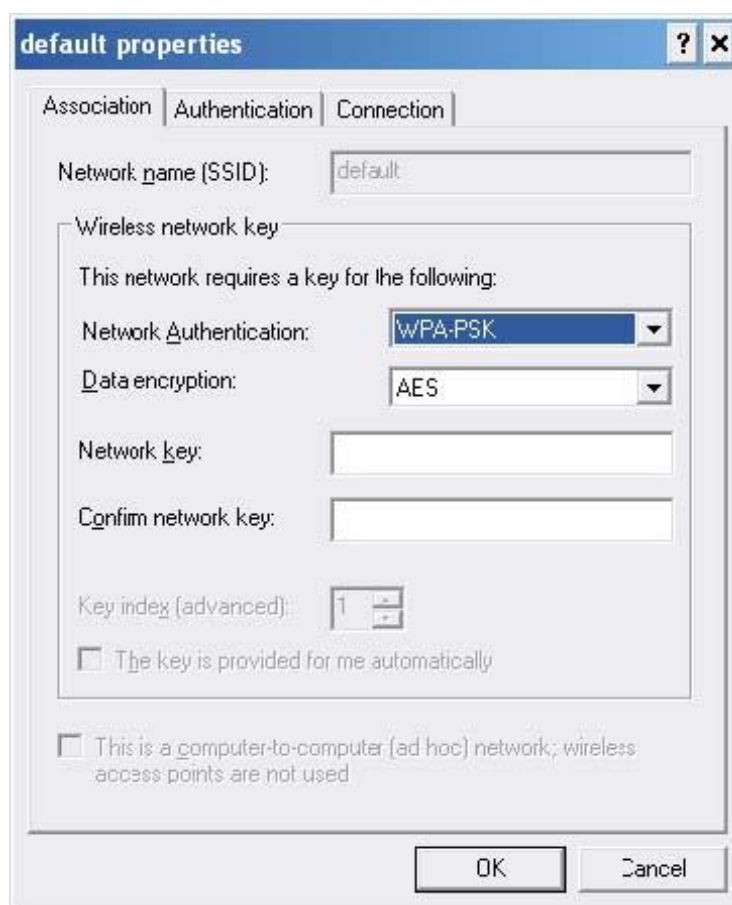 default properties
Association Authentication Connection
Network name (SSID): default
Wireless network key
This network requires a key for the following:
Network Authentication: WPA-PSK
Data encryption: AES
Network key:
Confirm network key:
Key index (advanced): 1
The key is provided for me automatically
This is a computer-to-computer (ad hoc) network; wireless
access points are not used
OK Cancel